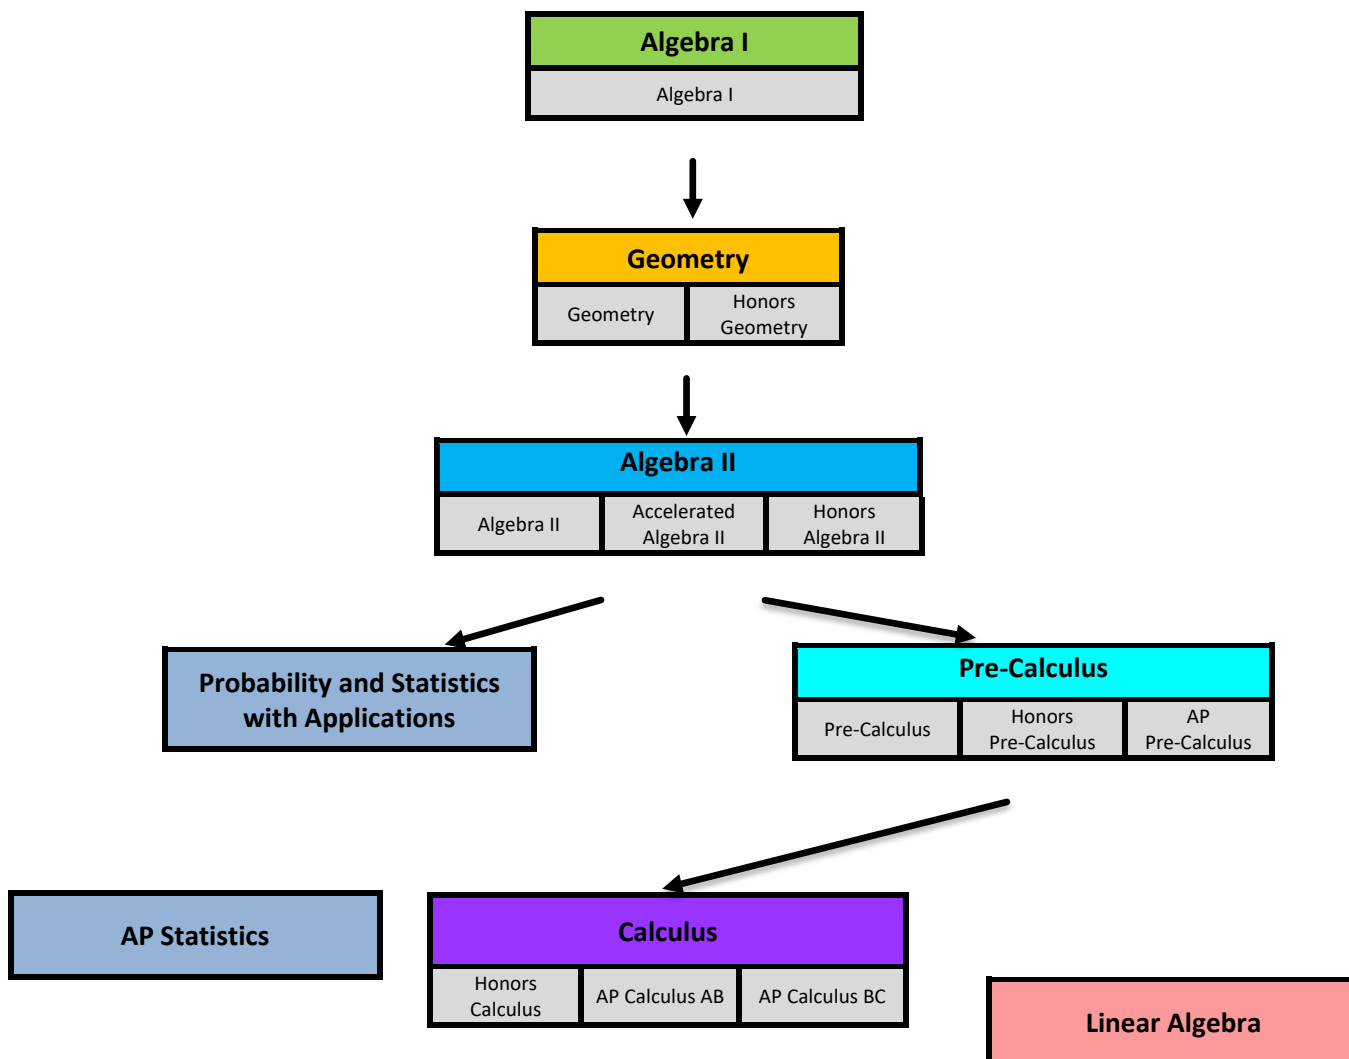 Algebra I
Algebra I
Geometry
Geometry
Honors
Geometry
Algebra II
Algebra II
Accelerated
Algebra II
Honors
Algebra II
Probability and Statistics
with Applications
Pre-Calculus
Pre-Calculus
Honors
Pre-Calculus
AP
Pre-Calculus
AP Statistics
Calculus
Honors
Calculus
AP Calculus AB
AP Calculus BC
Linear Algebra